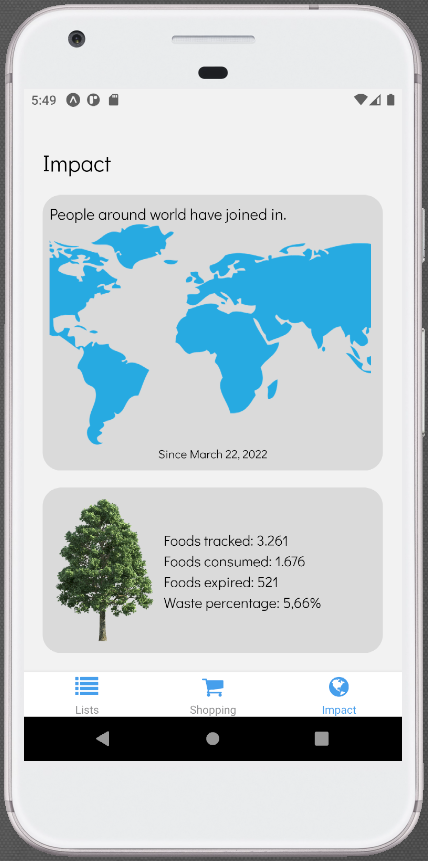 5:49
Impact
People around world have joined in.
Since March 22, 2022
Foods tracked: 3.261
Foods consumed: 1.676
Foods expired: 521
Waste percentage: 5,66%
Lists
Shopping
Impact